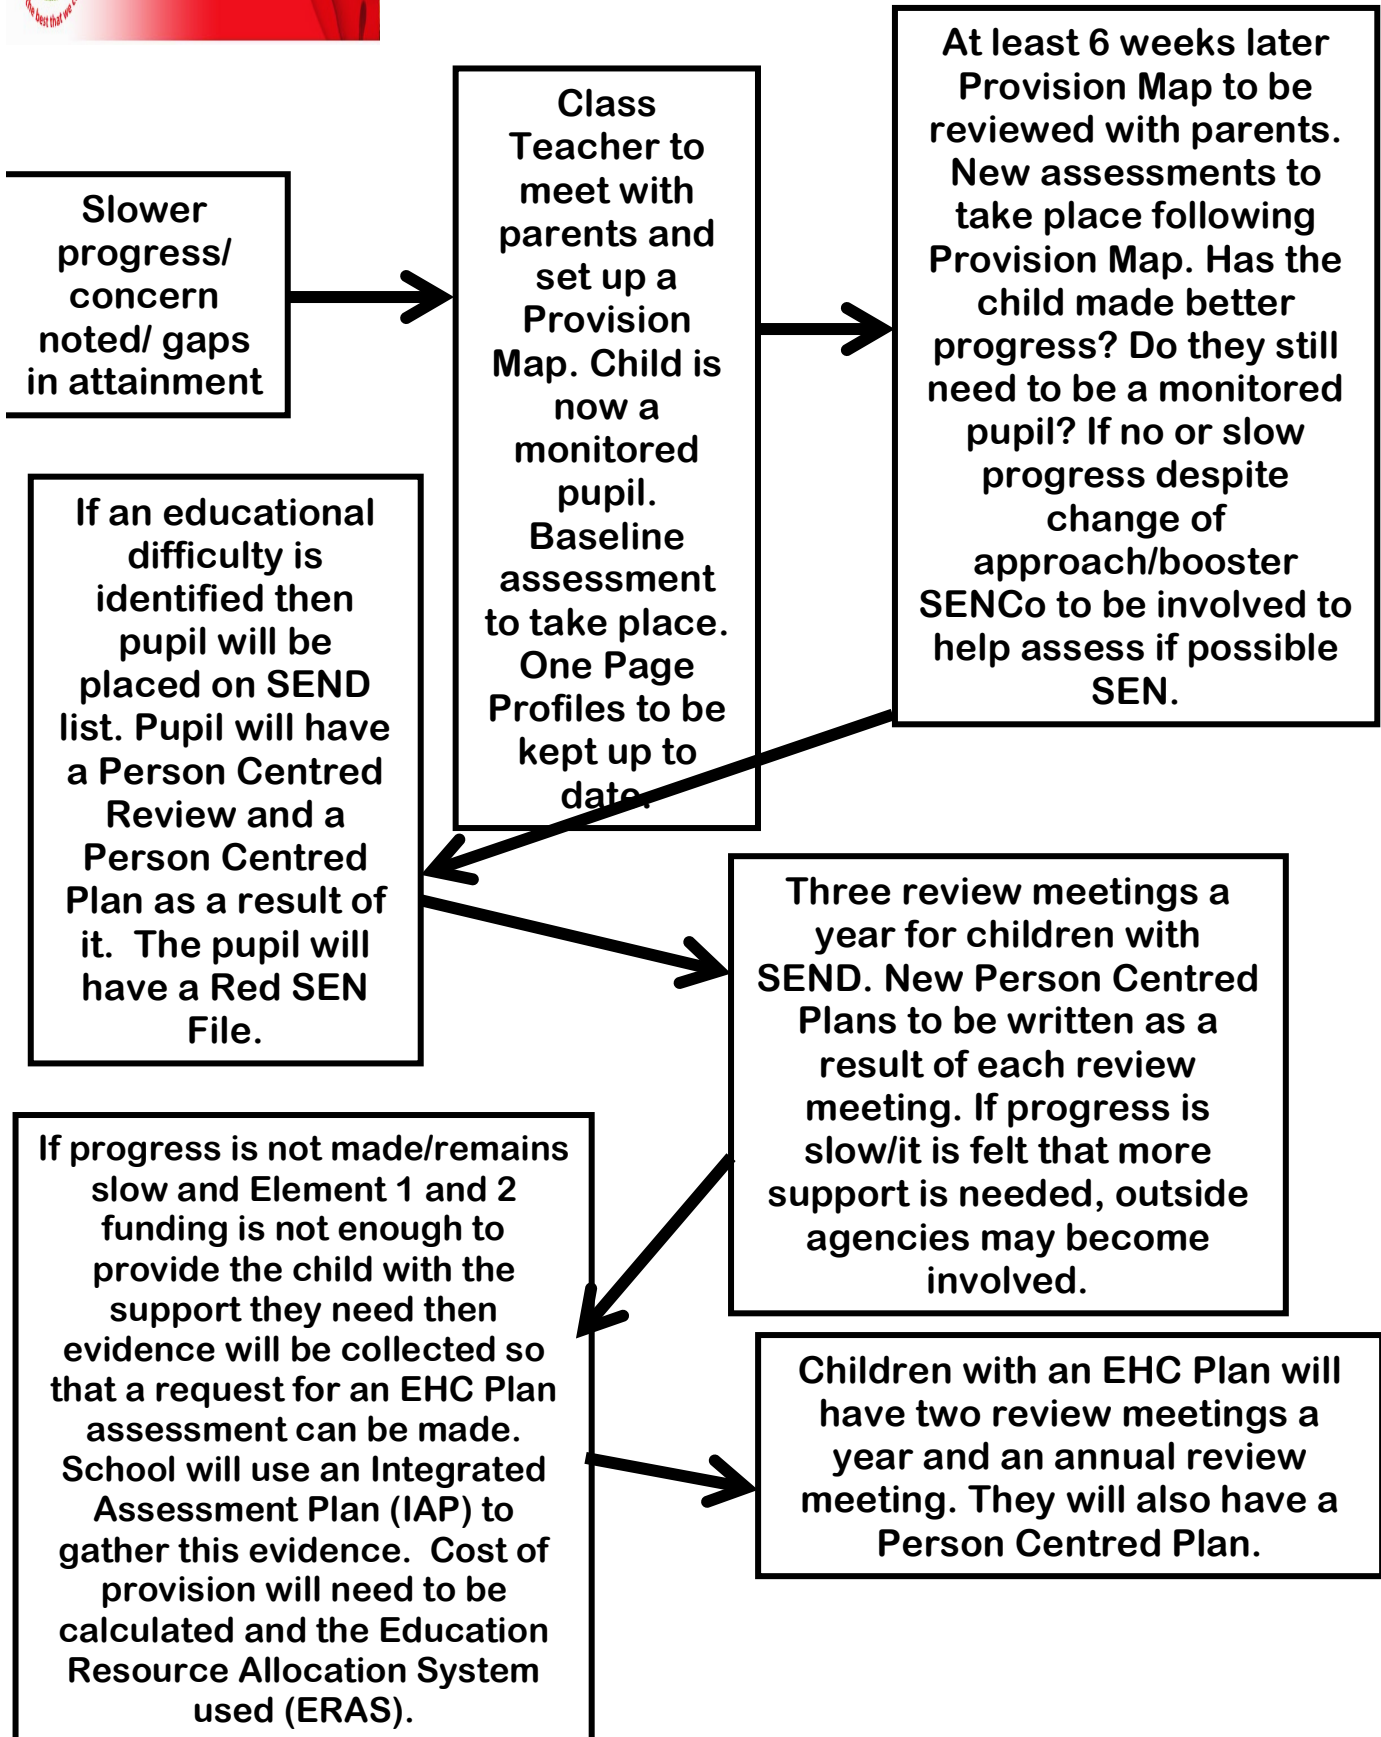 the best that we
Slower
progress/
concern
noted/ gaps
in attainment
Class
Teacher to
meet with
parents and
set up a
Provision
Map. Child is
now a
monitored
pupil.
Baseline
assessment
to take place.
One Page
Profiles to be
kept up to
date.
At least 6 weeks later
Provision Map to be
reviewed with parents.
New assessments to
take place following
Provision Map. Has the
child made better
progress? Do they still
need to be a monitored
pupil? If no or slow
progress despite
change of
approach/booster
SENCo to be involved to
help assess if possible
SEN.
If an educational
difficulty is
identified then
pupil will be
placed on SEND
list. Pupil will have
a Person Centred
Review and a
Person Centred
Plan as a result of
it. The pupil will
have a Red SEN
File.
Three review meetings a
year for children with
SEND. New Person Centred
Plans to be written as a
result of each review
meeting. If progress is
slow/it is felt that more
support is needed, outside
agencies may become
involved.
If progress is not made/remains
slow and Element 1 and 2
funding is not enough to
provide the child with the
support they need then
evidence will be collected so
that a request for an EHC Plan
assessment can be made.
School will use an Integrated
Assessment Plan (IAP) to
gather this evidence. Cost of
provision will need to be
calculated and the Education
Resource Allocation System
used (ERAS).
Children with an EHC Plan will
have two review meetings a
year and an annual review
meeting. They will also have a
Person Centred Plan.